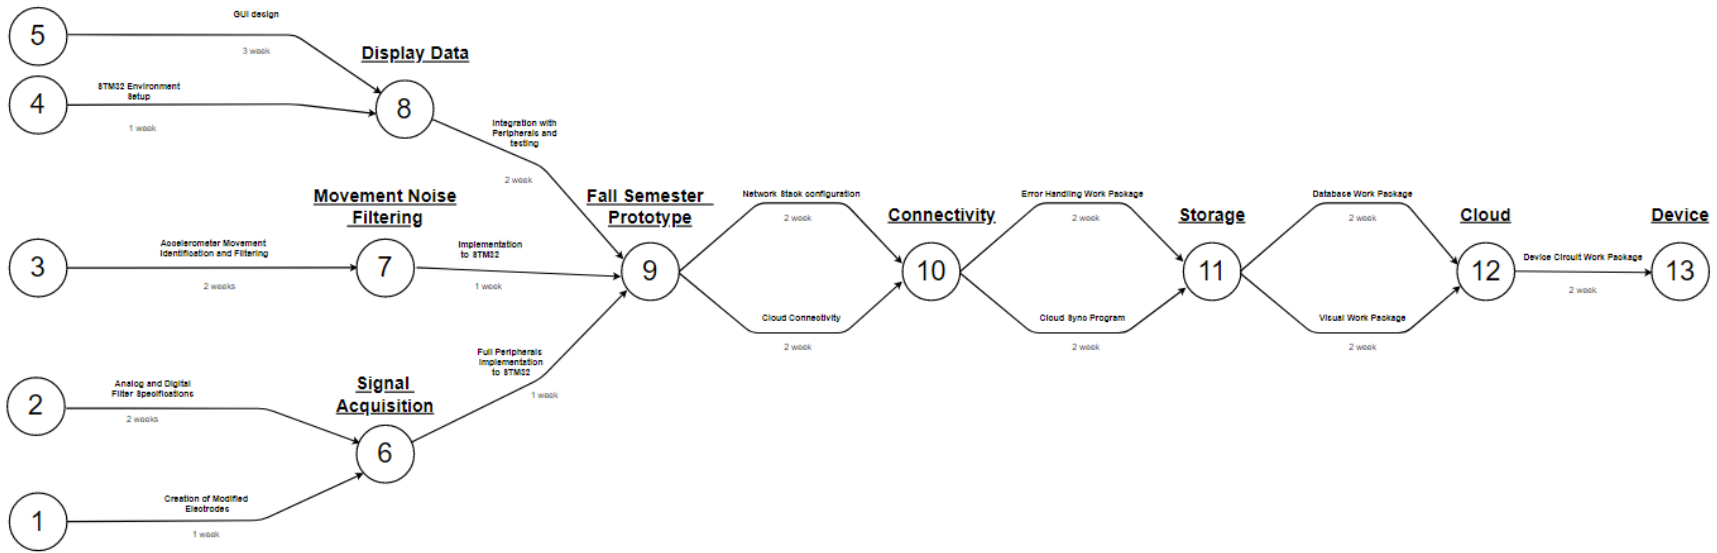 5
GUI design
3 week
Display Data
4
STM32 Environment
Setup
1 week
8
Integration with
Peripherals and
testing
2 week
Movement Noise
Filtering
3
Accelerometer Movement
Identification and Filtering
2 weeks
7
Implementation
to STM32
1 week
Fall Semester
Prototype
9
Network Stack configuration
2 week
Cloud Connectivity
2 week
Connectivity
10
Error Handling Work Package
2 week
Cloud Sync Program
2 week
Storage
11
Database Work Package
2 week
Visual Work Package
2 week
Cloud
12
Device Circuit Work Package
2 week
Device
13
2
Analog and Digital
Filter Specifications
2 weeks
Signal
Acquisition
6
Full Peripherals
Implementation
to STM32
1 week
1
Creation of Modified
Electrodes
1 week